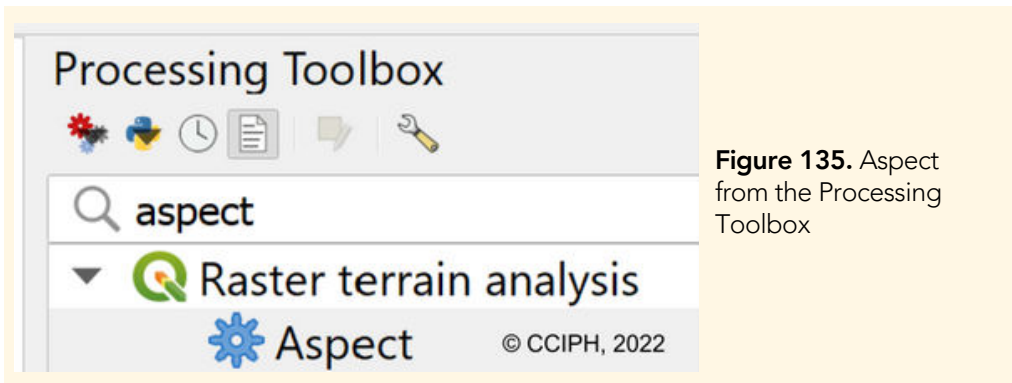 Processing Toolbox
aspect
Raster terrain analysis
Aspect
© CCIPH, 2022
Figure 135. Aspect
from the Processing
Toolbox